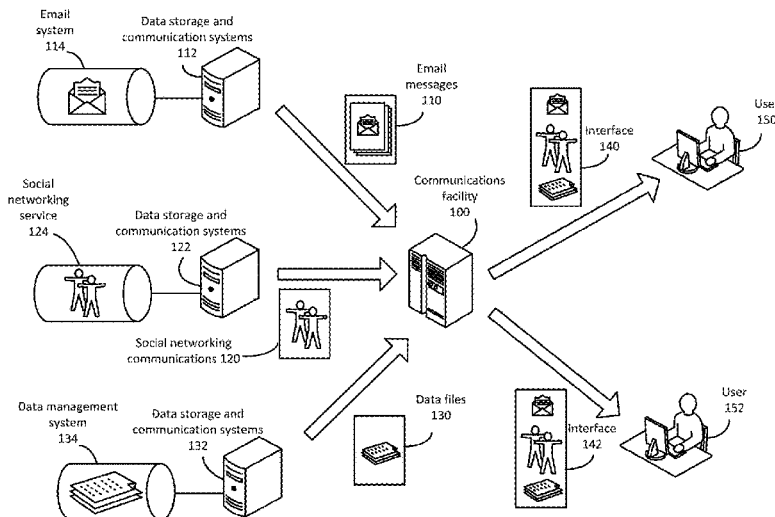 Email
system
114
Data storage and
communication systems
112
Email
messages
110
Interface
140
User
150
Social
networking
service
124
Data storage and
communication systems
122
Communications
facility
100
Social networking
communications 120
Data management
system
134
Data storage and
communication systems
132
Data files
130
Interface
142
User
152